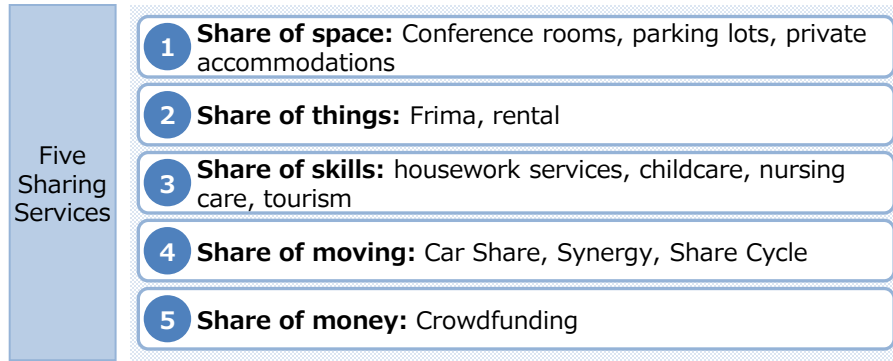 Five
Sharing
Services
1
Share of space: Conference rooms, parking lots, private
accommodations
2
Share of things: Frima, rental
3
Share of skills: housework services, childcare, nursing
care, tourism
4
Share of moving: Car Share, Synergy, Share Cycle
5
Share of money: Crowdfunding